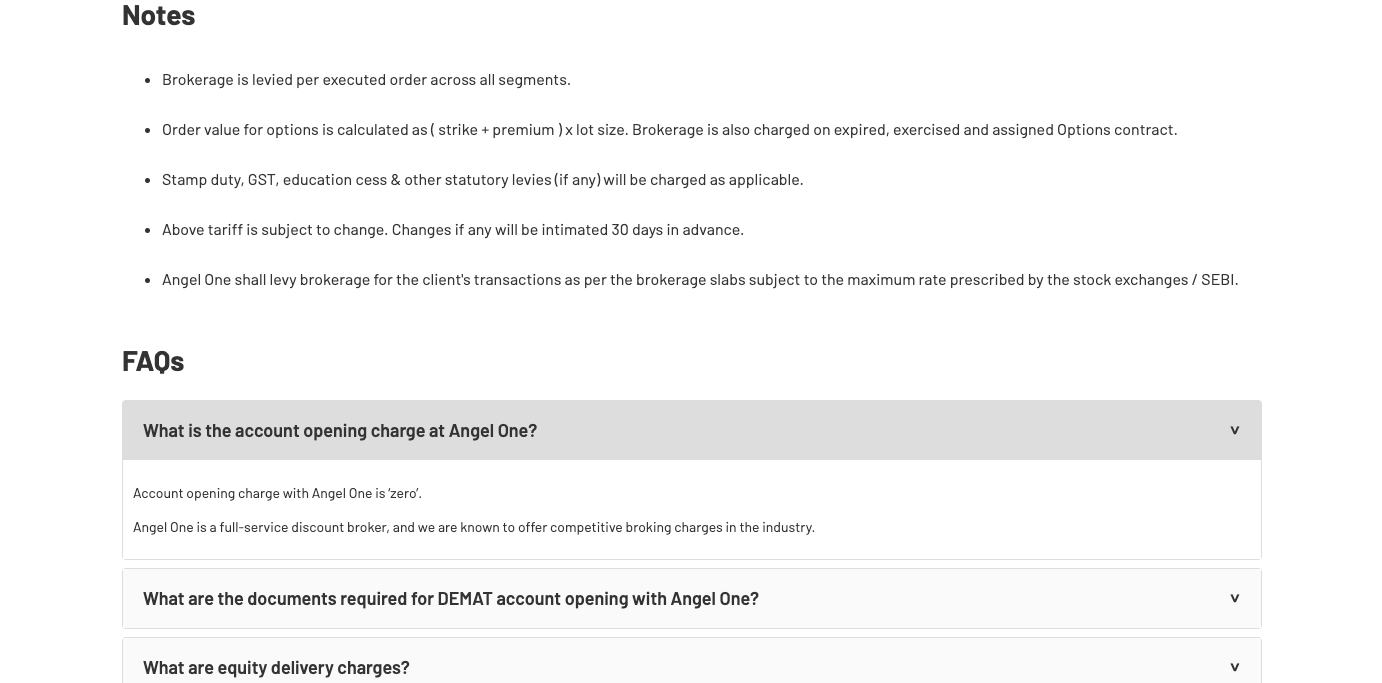 Notes
Brokerage is levied per executed order across all segments.
Order value for options is calculated as ( strike + premium ) x lot size. Brokerage is also charged on expired, exercised and assigned Options contract.
Stamp duty, GST, education cess & other statutory levies (if any) will be charged as applicable.
Above tariff is subject to change. Changes if any will be intimated 30 days in advance.
Angel One shall levy brokerage for the client's transactions as per the brokerage slabs subject to the maximum rate prescribed by the stock exchanges / SEBI.
FAQs
What is the account opening charge at Angel One?
Account opening charge with Angel One is ‘zero’.
Angel One is a full-service discount broker, and we are known to offer competitive broking charges in the industry.
What are the documents required for DEMAT account opening with Angel One?
What are equity delivery charges?